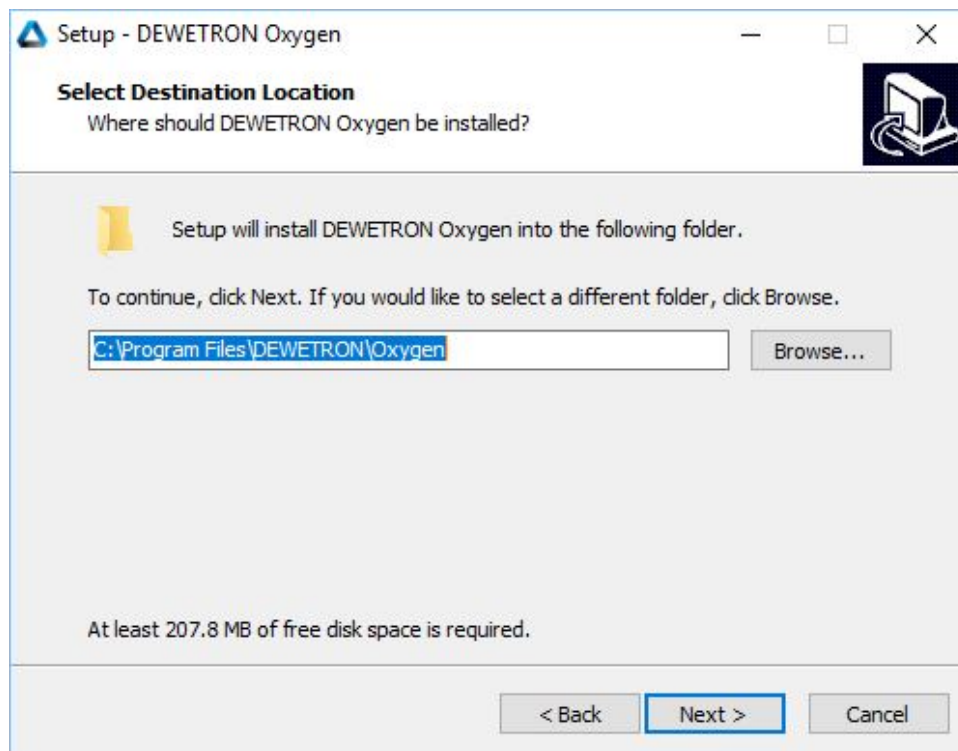 Setup - DEWETRON Oxygen
Select Destination Location
Where should DEWETRON Oxygen be installed?
Setup will install DEWETRON Oxygen into the following folder.
To continue, click Next. If you would like to select a different folder, click Browse.
C:\Program Files\DEWETRON\Oxygen
Browse...
At least 207.8 MB of free disk space is required.
< Back
Next >
Cancel